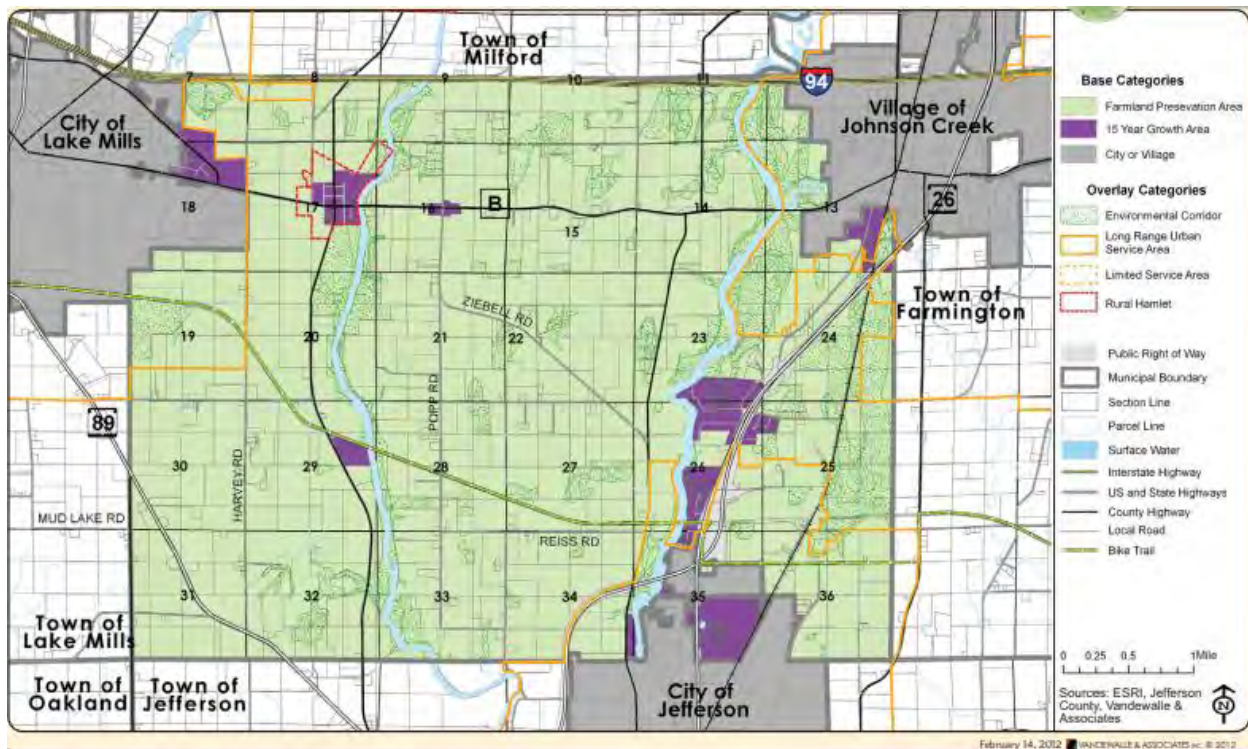 Town of
Milford
7
8
9
10
11
94
City of
Lake Mills
Village of
Johnson Creek
26
18
17
16
B
15
14
13
Town of
Farmington
ZIEBELL RD
19
20
21
22
23
24
89
POPP RD
HARVEY RD
30
29
28
27
26
25
MUD LAKE RD
REISS RD
31
32
33
34
35
36
Town of
Lake Mills
Town of
Oakland
Town of
Jefferson
City of
Jefferson
Base Categories
Farmland Presevation Area
15 Year Growth Area
City or Village
Overlay Categories
Environmental Corridor
Long Range Urban
Service Area
Limited Service Area
Rural Hamlet
Public Right of Way
Municipal Boundary
Section Line
Parcel Line
Surface Water
Interstate Highway
US and State Highways
County Highway
Local Road
Bike Trail
0 0.25 0.5 1Mile
Sources: ESRI, Jefferson
County, Vandewalle &
Associates
N
February 14, 2012 VANDEWALLE & ASSOCIATES INC. © 2012